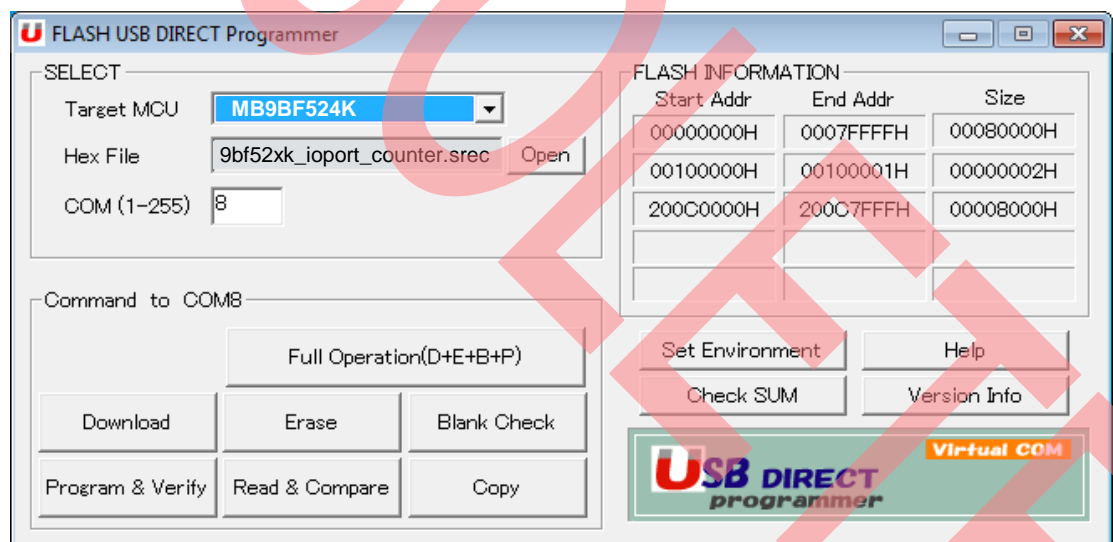 FLASH USB DIRECT Programmer
SELECT
Target MCU MB9BF524K
Hex File 9bf52xk_ioport_counter.srec Open
COM (1-255) 8
FLASH INFORMATION
Start Addr End Addr Size
00000000H 0007FFFFH 00080000H
00100000H 00100001H 00000002H
200C0000H 200C7FFFH 00008000H
Command to COM8
Full Operation(D+E+B+P)
Download Erase Blank Check
Program & Verify Read & Compare Copy
Set Environment Help
Check SUM Version Info
Virtual COM
USB DIRECT
programmer